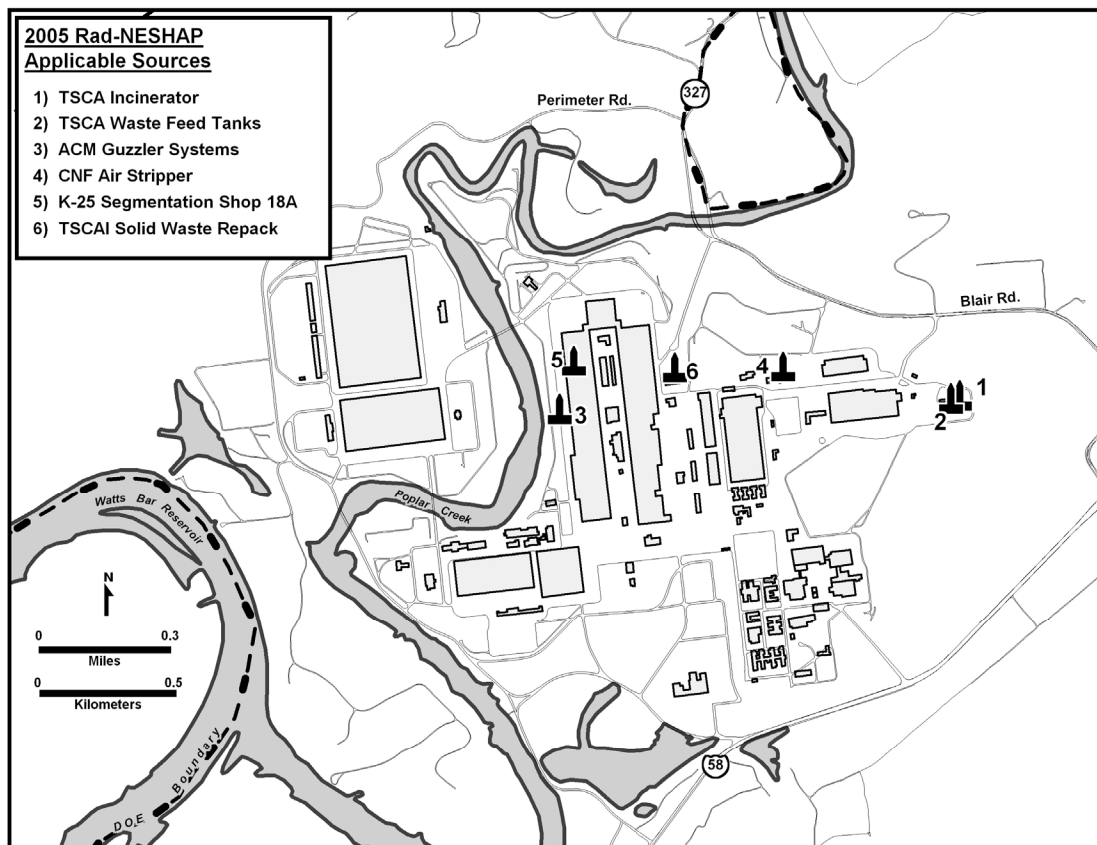 2005 Rad-NESHAP
Applicable Sources
1) TSCA Incinerator
2) TSCA Waste Feed Tanks
3) ACM Guzzler Systems
4) CNF Air Stripper
5) K-25 Segmentation Shop 18A
6) TSCAI Solid Waste Repack
327
Perimeter Rd.
Blair Rd.
5
6
4
1
3
2
Poplar Creek
Watts Bar Reservoir
N
0 0.3
Miles
0 0.5
Kilometers
DOE Boundary
58